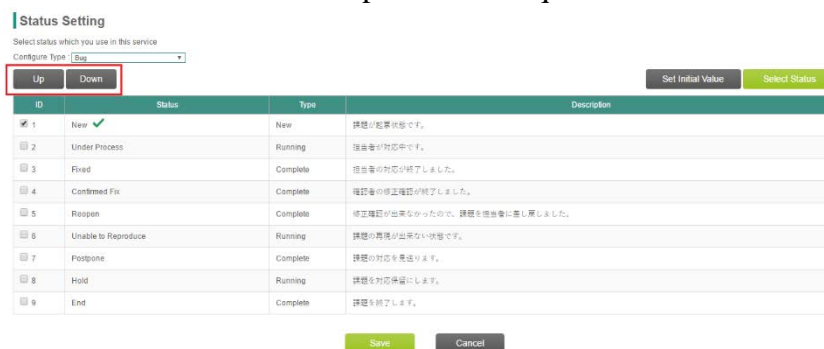 Status Setting
Select status which you use in this service
Configure Type : Bug
Up Down Set Initial Value Select Status
ID Status Type Description
1 New New 課題が起票状態です。
2 Under Process Running 担当者が対応中です。
3 Fixed Complete 担当者の対応が終了しました。
4 Confirmed Fix Complete 確認者の修正確認が終了しました。
5 Reopen Complete 修正確認が出来なかったので、課題を担当者に差し戻しました。
6 Unable to Reproduce Running 課題の再現が出来ない状態です。
7 Postpone Complete 課題の対応を見送ります。
8 Hold Running 課題を対応保留にします。
9 End Complete 課題を終了します。
Save Cancel